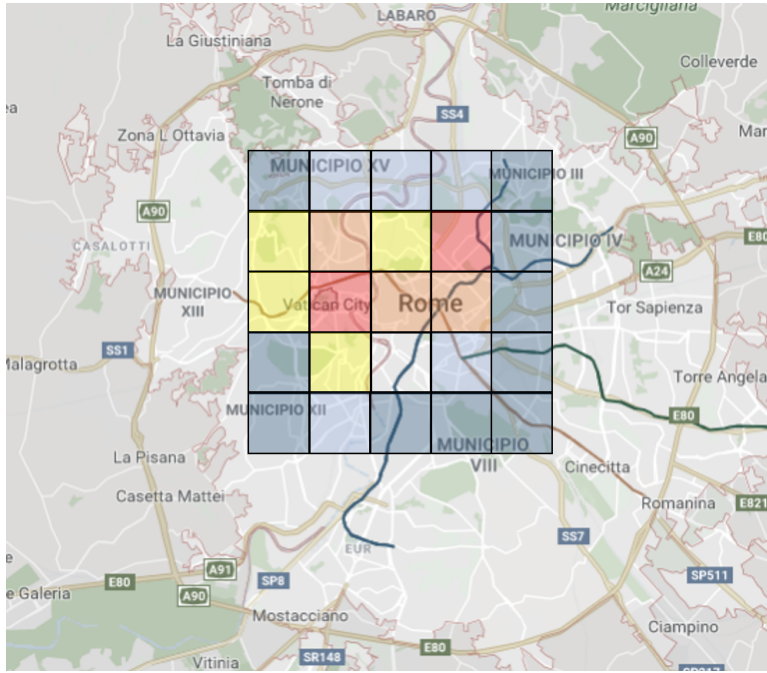 Marcigliana
LABARO
La Giustiniana
Colleverde
Tomba di
Nerone
ea
SS4
Zona L Ottavia
A90
Mar
MUNICIPIO XV
MUNICIPIO III
A90
CASALOTTI
MUNICIPIO IV
E80
A24
MUNICIPIO
XIII
Vatican City
Rome
Tor Sapienza
SS1
Malagrotta
Torre Angela
MUNICIPIO XII
E80
MUNICIPIO
VIII
La Pisana
Cinecitta
Casetta Mattei
Romanina
E821
SS7
EUR
e
A91
E80
SP8
SP511
e Galeria
A90
Mostacciano
Ciampino
E80
SR148
Vitinia
SP217